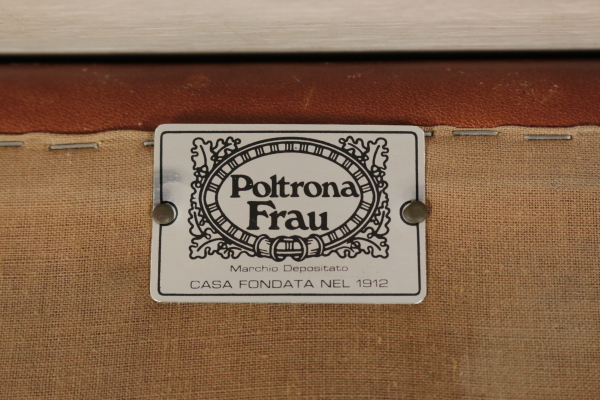 Poltrona
Frau
Marchio Depositato
CASA FONDATA NEL 1912